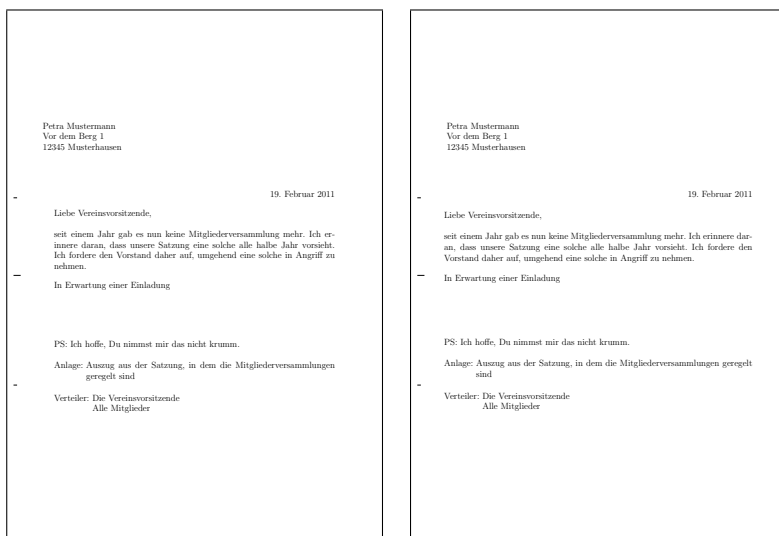 Petra Mustermann
Vor dem Berg 1
12345 Musterhausen
19. Februar 2011
Liebe Vereinsvorsitzende,
seit einem Jahr gab es nun keine Mitgliederversammlung mehr. Ich er-
innere daran, dass unsere Satzung eine solche alle halbe Jahr vorsieht.
Ich fordere den Vorstand daher auf, umgehend eine solche in Angriff zu
nehmen.
In Erwartung einer Einladung
PS: Ich hoffe, Du nimmst mir das nicht krumm.
Anlage: Auszug aus der Satzung, in dem die Mitgliederversammlungen
geregelt sind
Verteiler: Die Vereinsvorsitzende
Alle Mitglieder
Petra Mustermann
Vor dem Berg 1
12345 Musterhausen
19. Februar 2011
Liebe Vereinsvorsitzende,
seit einem Jahr gab es nun keine Mitgliederversammlung mehr. Ich erinnere dar-
an, dass unsere Satzung eine solche alle halbe Jahr vorsieht. Ich fordere den
Vorstand daher auf, umgehend eine solche in Angriff zu nehmen.
In Erwartung einer Einladung
PS: Ich hoffe, Du nimmst mir das nicht krumm.
Anlage: Auszug aus der Satzung, in dem die Mitgliederversammlungen geregelt
sind
Verteiler: Die Vereinsvorsitzende
Alle Mitglieder